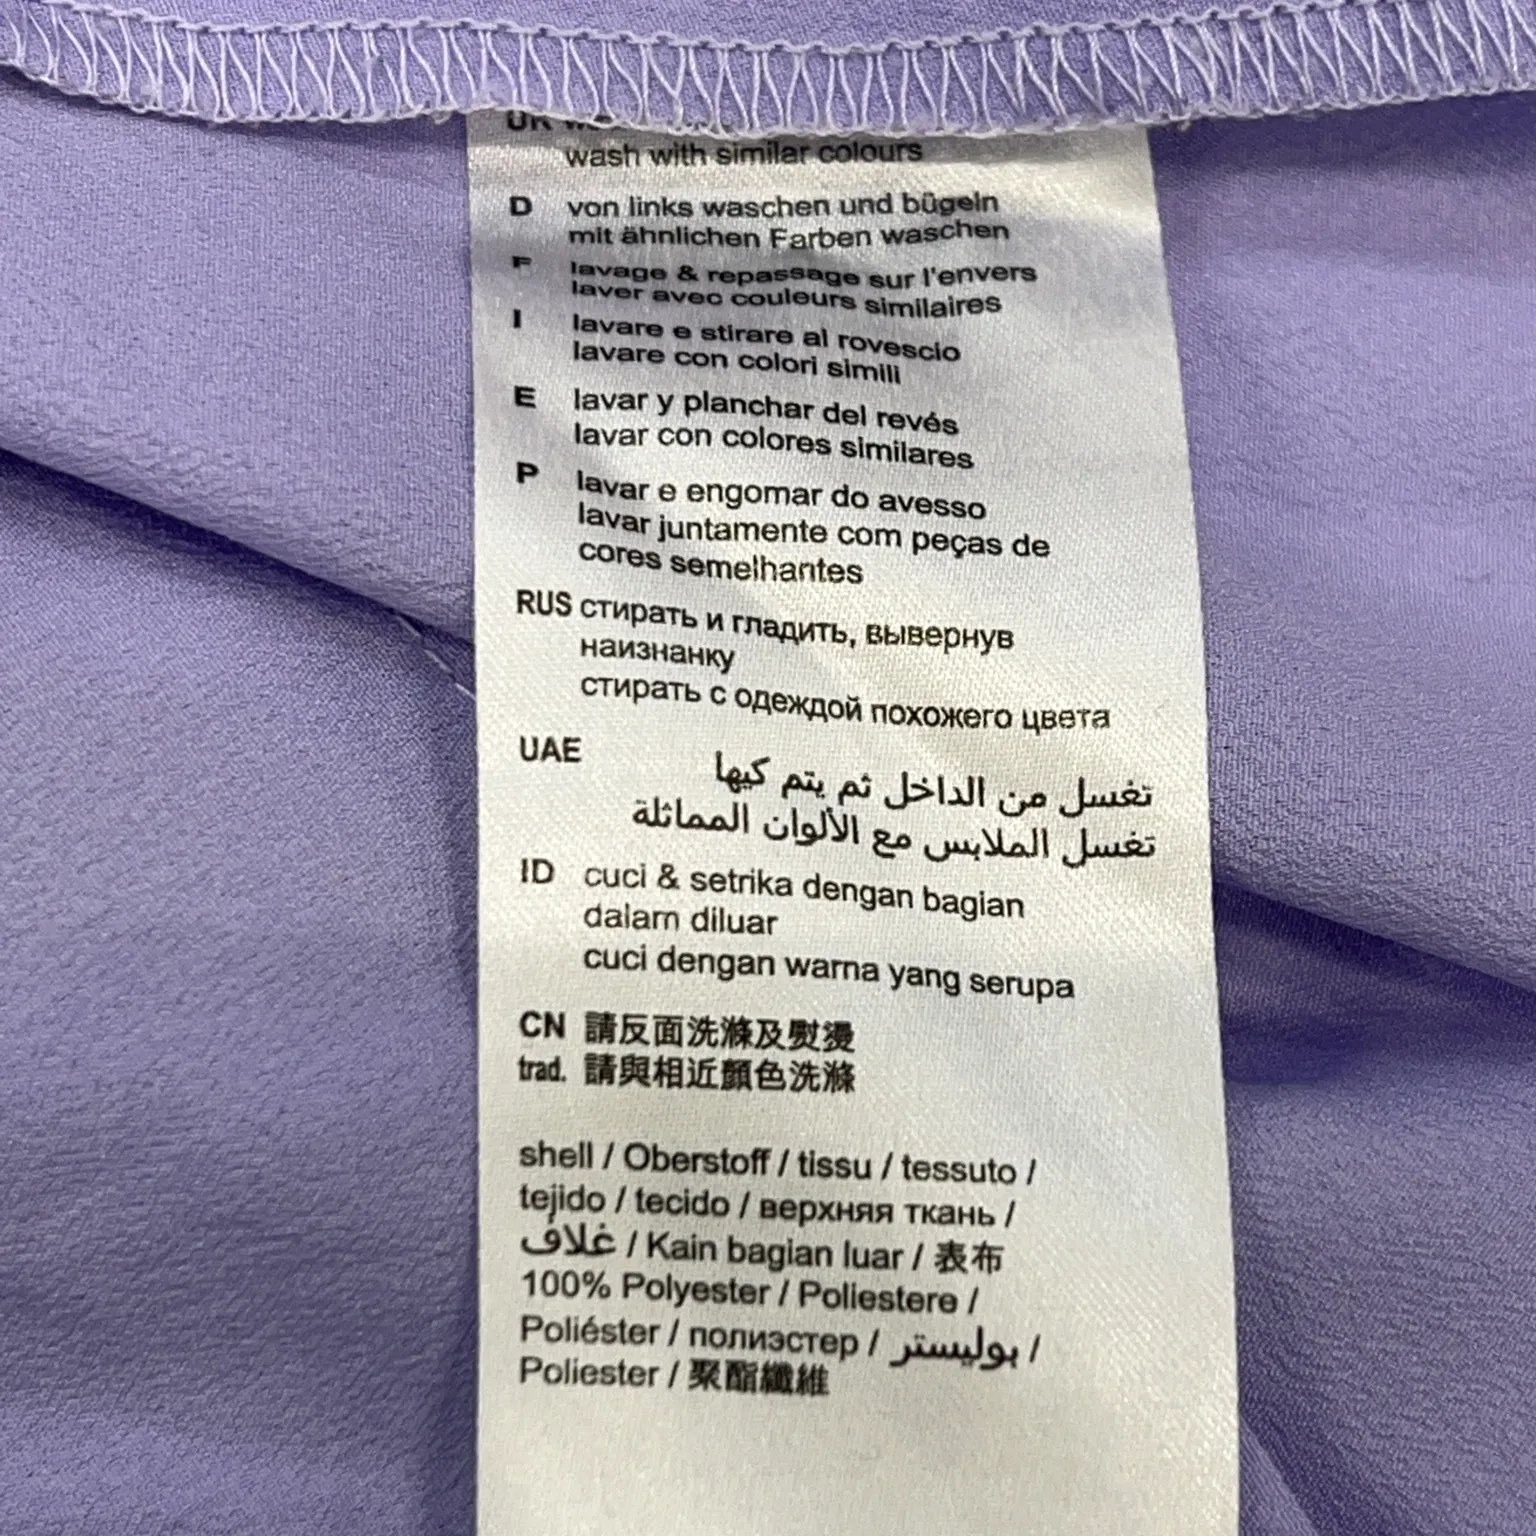 UK
wash with similar colours
D von links waschen und bügeln
mit ähnlichen Farben waschen
F lavage & repassage sur l'envers
laver avec couleurs similaires
I lavare e stirare al rovescio
lavare con colori simili
E lavar y planchar del revés
lavar con colores similares
P lavar e engomar do avesso
lavar juntamente com peças de
cores semelhantes
RUS стирать и гладить, вывернув
наизнанку
стирать с одеждой похожего цвета
UAE تغسل من الداخل ثم يتم كيها
تغسل الملابس مع الألوان المماثلة
ID cuci & setrika dengan bagian
dalam diluar
cuci dengan warna yang serupa
CN 請反面洗滌及熨燙
trad. 請與相近顏色洗滌
shell / Oberstoff / tissu / tessuto /
tejido / tecido / верхняя ткань /
غلاف / Kain bagian luar / 表布
100% Polyester / Poliestere /
Poliéster / полиэстер / بوليستر /
Poliester / 聚酯纖維